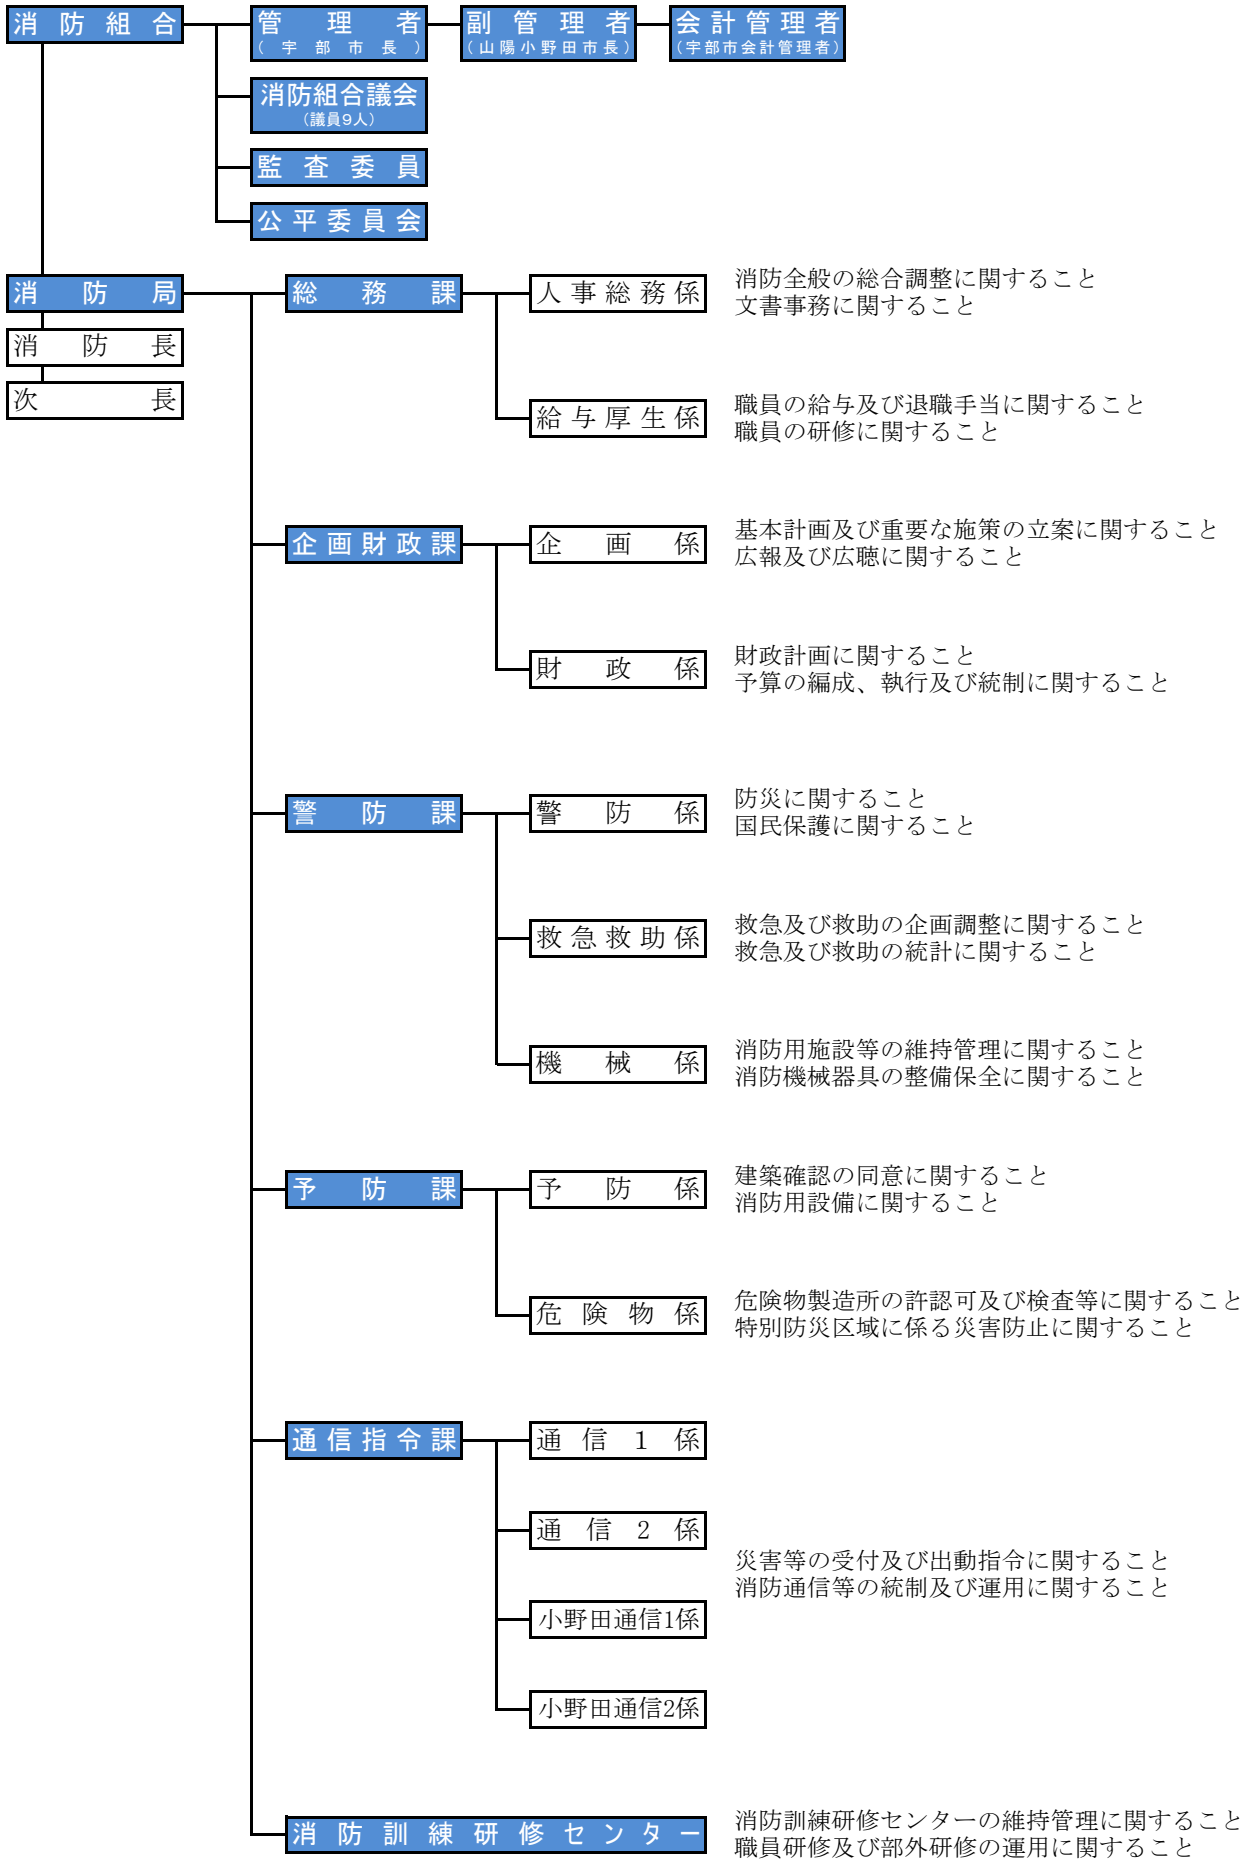 消防組合
管理者
（宇部市長）
副管理者
（山陽小野田市長）
会計管理者
（宇部市会計管理者）
消防組合議会
（議員9人）
監査委員
公平委員会
消防局
消防長
次長
総務課
人事総務係
消防全般の総合調整に関すること
文書事務に関すること
給与厚生係
職員の給与及び退職手当に関すること
職員の研修に関すること
企画財政課
企画係
基本計画及び重要な施策の立案に関すること
広報及び広聴に関すること
財政係
財政計画に関すること
予算の編成、執行及び統制に関すること
警防課
警防係
防災に関すること
国民保護に関すること
救急救助係
救急及び救助の企画調整に関すること
救急及び救助の統計に関すること
機械係
消防用施設等の維持管理に関すること
消防機械器具の整備保全に関すること
予防課
予防係
建築確認の同意に関すること
消防用設備に関すること
危険物係
危険物製造所の許認可及び検査等に関すること
特別防災区域に係る災害防止に関すること
通信指令課
通信1係
通信2係
災害等の受付及び出動指令に関すること
消防通信等の統制及び運用に関すること
小野田通信1係
小野田通信2係
消防訓練研修センター
消防訓練研修センターの維持管理に関すること
職員研修及び部外研修の運用に関すること